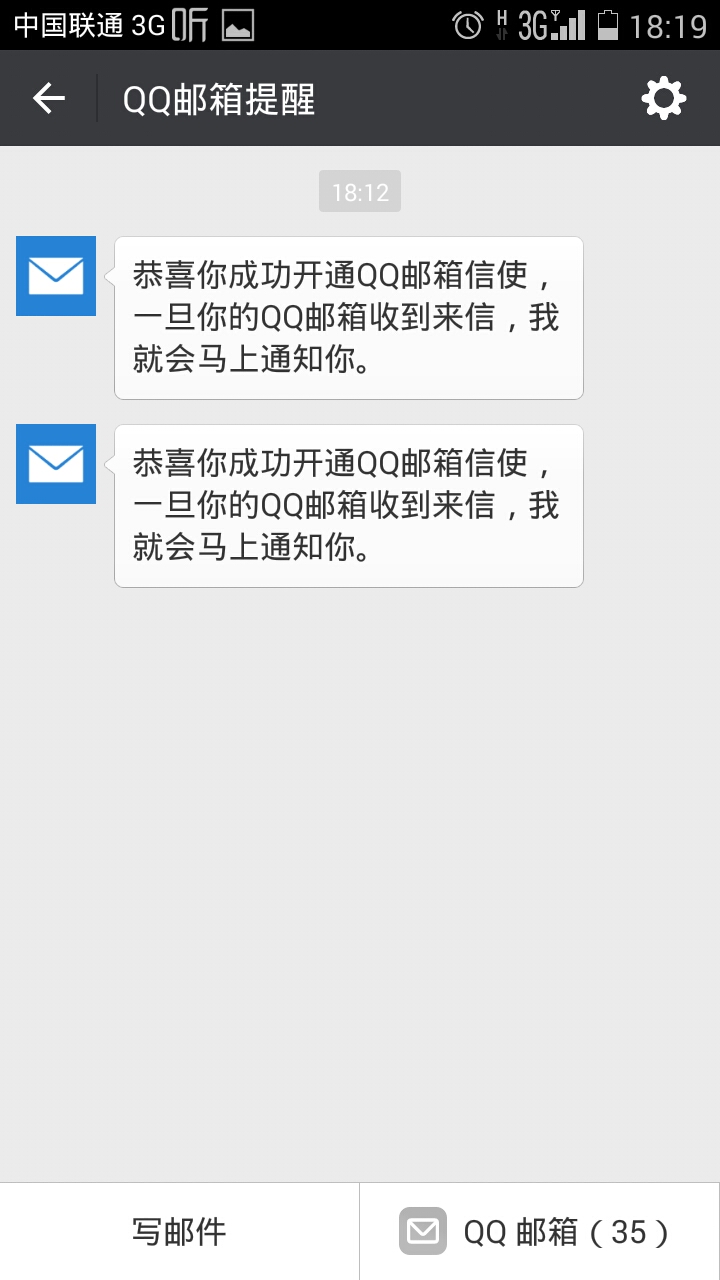 中国联通 3G 听 H 3G 18:19
QQ邮箱提醒
18:12
恭喜你成功开通QQ邮箱信使，
一旦你的QQ邮箱收到来信，我
就会马上通知你。
恭喜你成功开通QQ邮箱信使，
一旦你的QQ邮箱收到来信，我
就会马上通知你。
写邮件 QQ 邮箱（35）